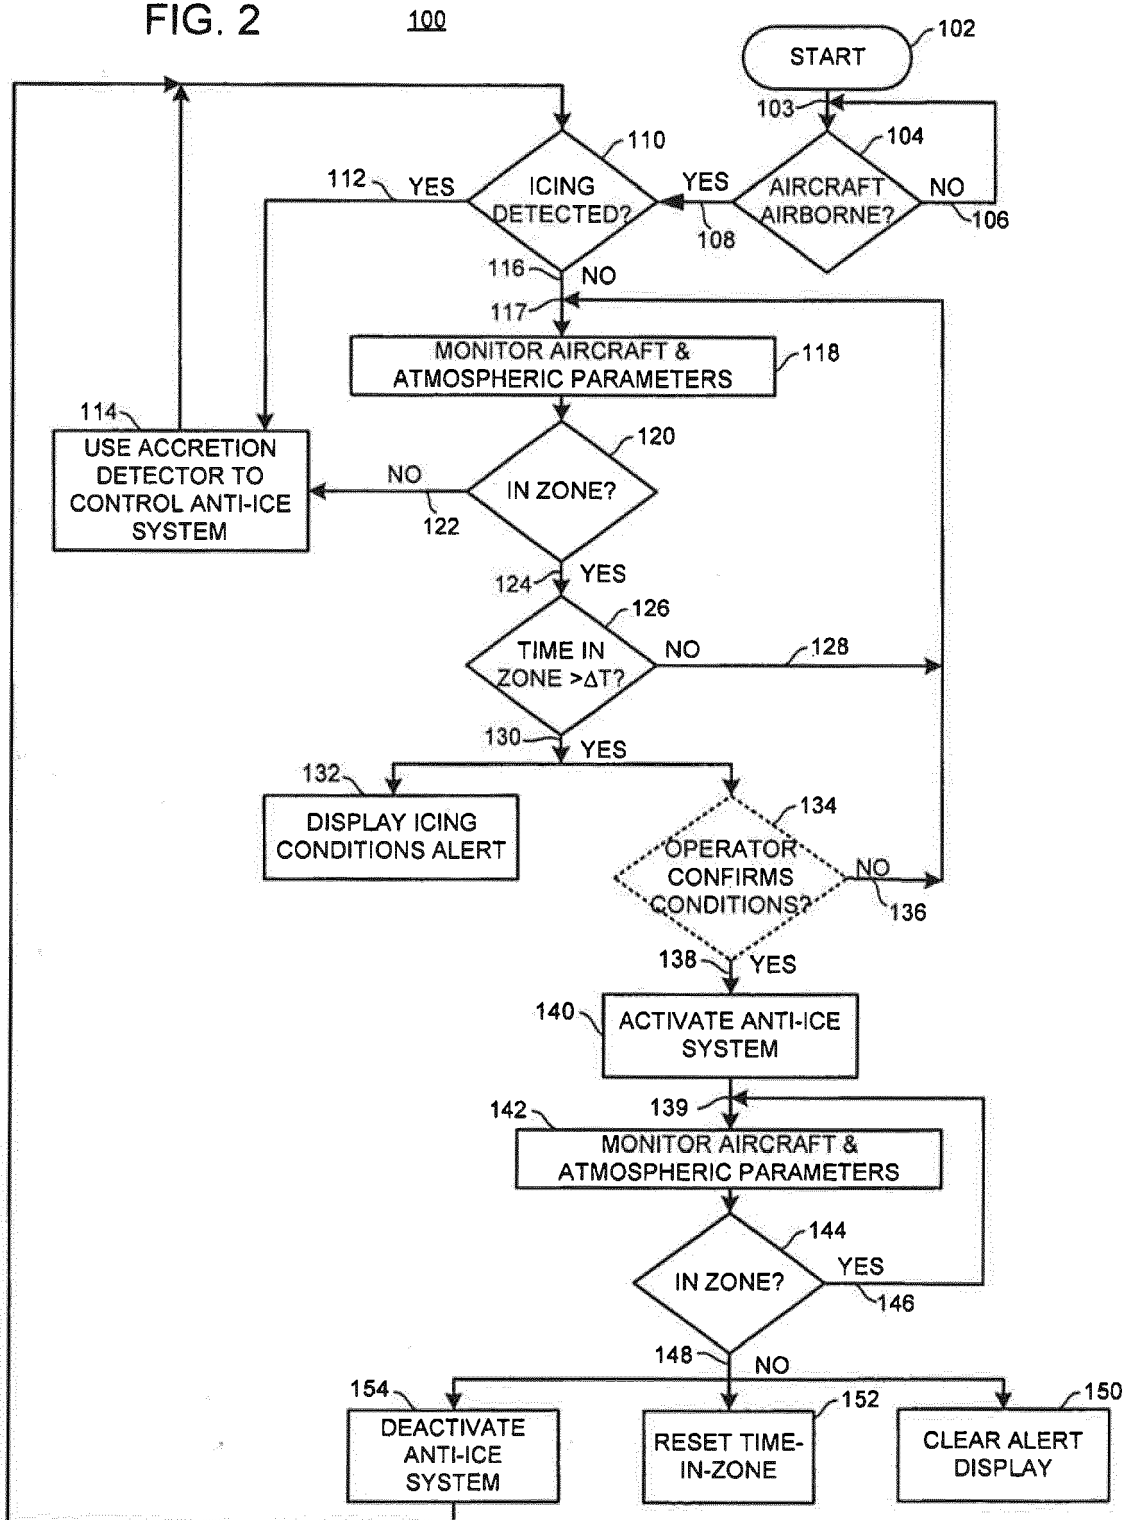 FIG. 2
100
START
102
103
104
AIRCRAFT
AIRBORNE?
NO
106
YES
108
110
ICING
DETECTED?
YES
112
116
NO
117
MONITOR AIRCRAFT &
ATMOSPHERIC PARAMETERS
118
114
USE ACCRETION
DETECTOR TO
CONTROL ANTI-ICE
SYSTEM
120
IN ZONE?
NO
122
124
YES
126
TIME IN
ZONE >ΔT?
NO
128
130
YES
132
DISPLAY ICING
CONDITIONS ALERT
134
OPERATOR
CONFIRMS
CONDITIONS?
NO
136
138
YES
140
ACTIVATE ANTI-ICE
SYSTEM
139
142
MONITOR AIRCRAFT &
ATMOSPHERIC PARAMETERS
144
IN ZONE?
YES
146
148
NO
154
DEACTIVATE
ANTI-ICE
SYSTEM
152
RESET TIME-
IN-ZONE
150
CLEAR ALERT
DISPLAY